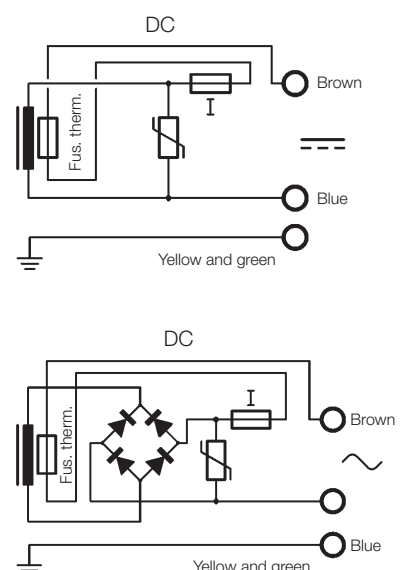 DC
Brown
Fus. therm.
I
Blue
Yellow and green
DC
I
Brown
Fus. therm.
Blue
Yellow and green